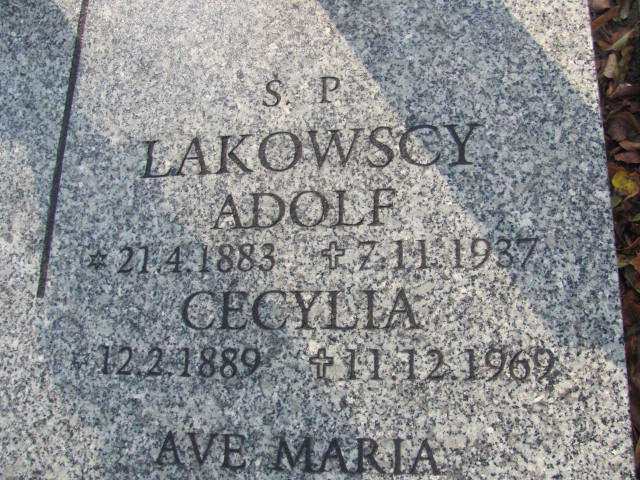 S. P
LAKOWSCY
ADOLF
* 21.4.1883 ✝ 7.11.1937
CECYLIA
* 12.2.1889 ✝ 11.12.1969
AVE MARIA